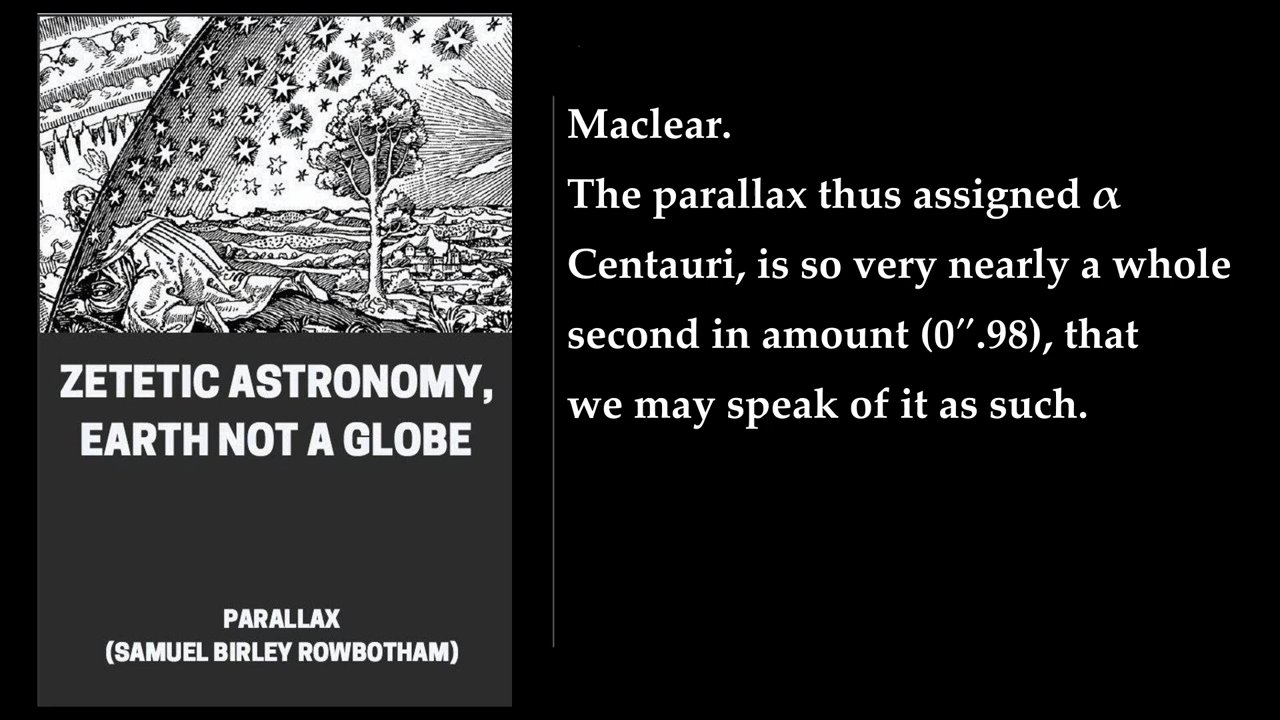 ZETETIC ASTRONOMY,
EARTH NOT A GLOBE
PARALLAX
(SAMUEL BIRLEY ROWBOTHAM)
Maclear.
The parallax thus assigned α
Centauri, is so very nearly a whole
second in amount (0″.98), that
we may speak of it as such.